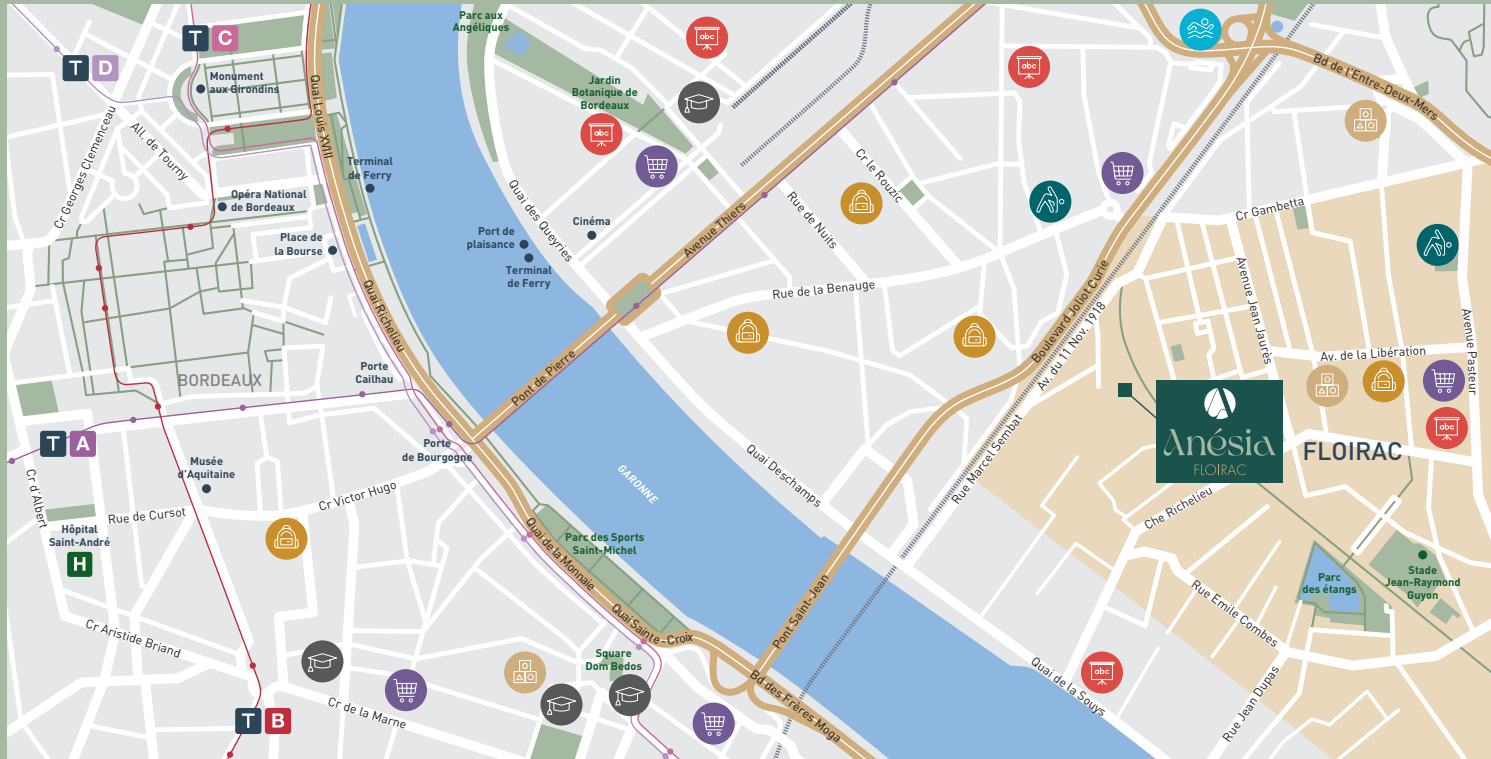 Parc aux
Angéliques
T C
T D
Monument
aux Girondins
Quai Louis XVIII
Cr Georges Clemenceau
All. de Tourny
Jardin
Botanique de
Bordeaux
abc
abc
abc
Bd de l'Entre-Deux-Mers
Terminal
de Ferry
Opéra National
de Bordeaux
Place de
la Bourse
Quai des Queyries
Cinéma
Port de
plaisance
Terminal
de Ferry
Avenue Thiers
Rue de Nuits
Cr le Rouzic
Cr Gambetta
Rue de la Benauge
Quai Richelieu
Boulevard Joliot Curie
Av. du 11 Nov. 1918
Avenue Jean Jaurès
Avenue Pasteur
Av. de la Libération
BORDEAUX
Porte
Cailhau
Pont de Pierre
Anésia
FLOIRAC
FLOIRAC
abc
T A
Porte
de Bourgogne
Musée
d'Aquitaine
Cr d'Albert
Rue de Cursot
Cr Victor Hugo
GARONNE
Quai Deschamps
Rue Marcel Sembat
Che Richelieu
Hôpital
Saint-André
H
Quai de la Monnaie
Parc des Sports
Saint-Michel
Parc
des étangs
Stade
Jean-Raymond
Guyon
Rue Emile Combes
Pont Saint-Jean
Quai Sainte-Croix
Cr Aristide Briand
Square
Dom Bedos
Bd des Frères Moga
abc
Quai de la Souys
Rue Jean Dupas
Cr de la Marne
T B